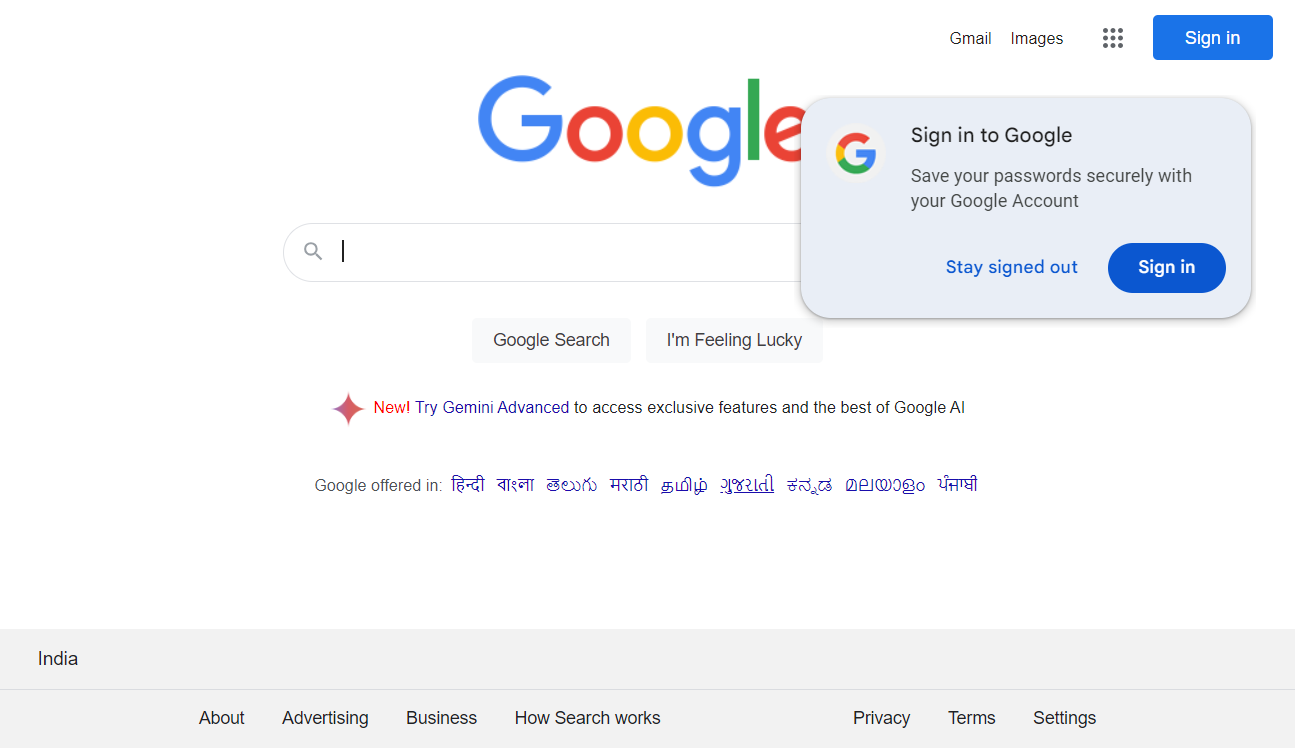 Gmail Images Sign in
Google
Sign in to Google
Save your passwords securely with
your Google Account
Stay signed out Sign in
Google Search I'm Feeling Lucky
New! Try Gemini Advanced to access exclusive features and the best of Google AI
Google offered in: हिन्दी বাংলা తెలుగు मराठी தமிழ் ગુજરાતી ಕನ್ನಡ മലയാളം ਪੰਜਾਬੀ
India
About Advertising Business How Search works Privacy Terms Settings